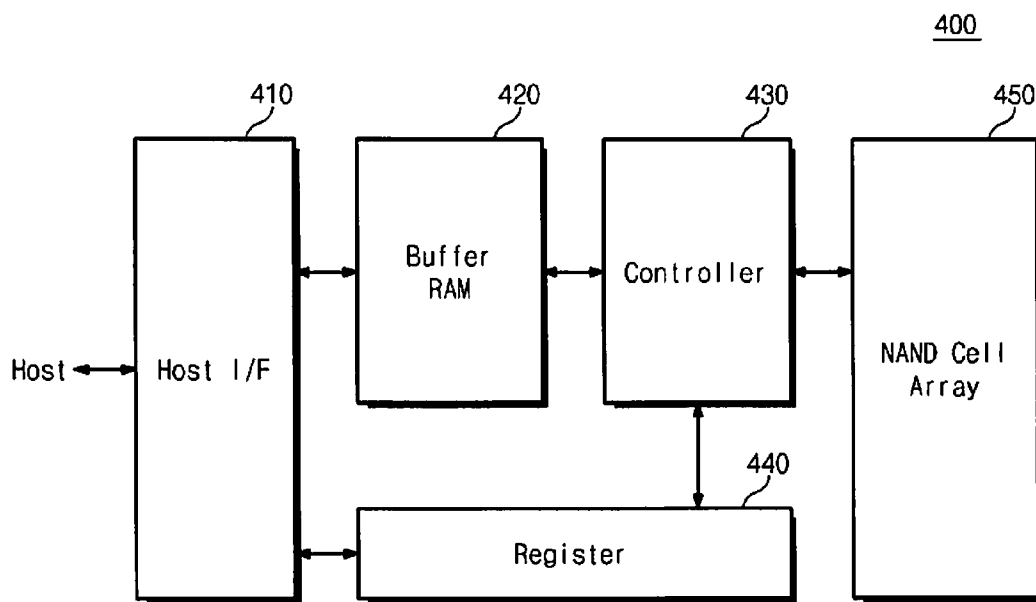 400
410
420
430
450
Buffer
RAM
Controller
Host
Host I/F
NAND Cell
Array
440
Register